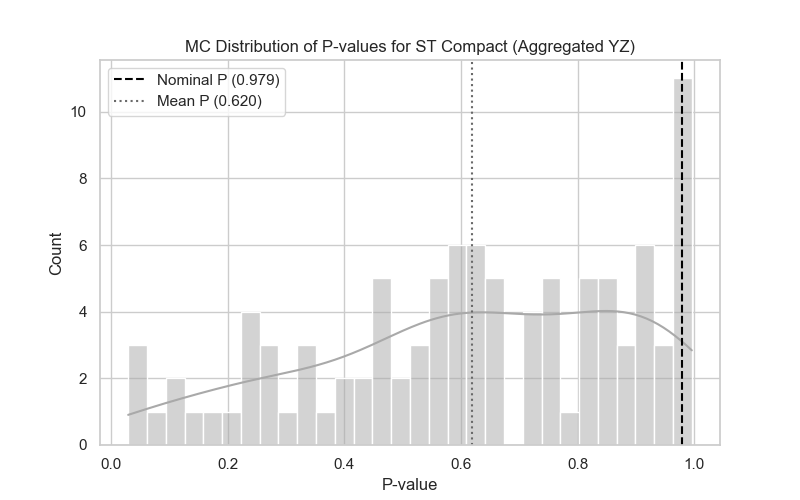 MC Distribution of P-values for ST Compact (Aggregated YZ)
Nominal P (0.979)
Mean P (0.620)
Count
10
8
6
4
2
0
0.0 0.2 0.4 0.6 0.8 1.0
P-value